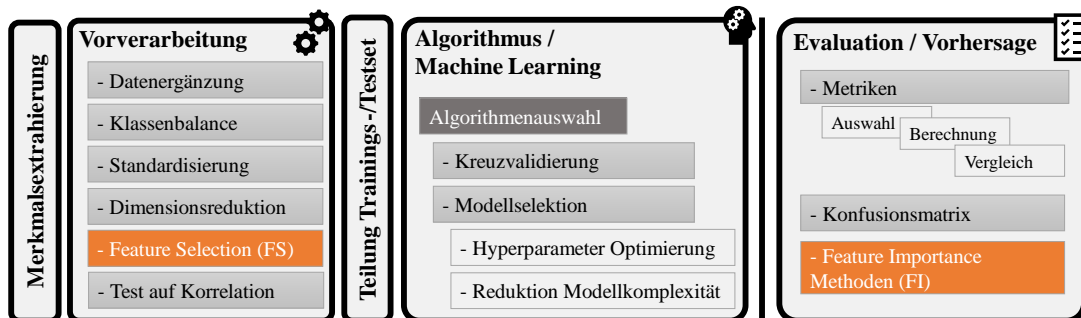 Merkmalsextrahierung
Vorverarbeitung
- Datenergänzung
- Klassenbalance
- Standardisierung
- Dimensionsreduktion
- Feature Selection (FS)
- Test auf Korrelation
Teilung Trainings-/Testset
Algorithmus /
Machine Learning
Algorithmenauswahl
- Kreuzvalidierung
- Modellselektion
- Hyperparameter Optimierung
- Reduktion Modellkomplexität
Evaluation / Vorhersage
- Metriken
Auswahl
Berechnung
Vergleich
- Konfusionsmatrix
- Feature Importance
Methoden (FI)